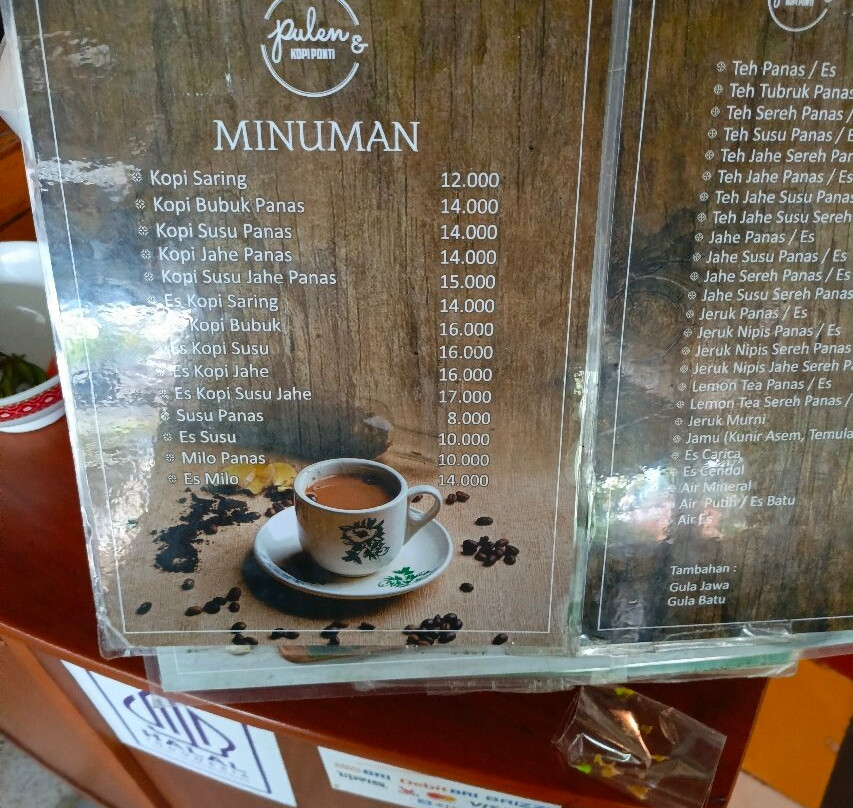 Pulen &
KOPI PONTI
MINUMAN
Kopi Saring 12.000
Kopi Bubuk Panas 14.000
Kopi Susu Panas 14.000
Kopi Jahe Panas 14.000
Kopi Susu Jahe Panas 15.000
Es Kopi Saring 14.000
Kopi Bubuk 16.000
Es Kopi Susu 16.000
Es Kopi Jahe 16.000
Es Kopi Susu Jahe 17.000
Susu Panas 8.000
Es Susu 10.000
Milo Panas 10.000
Es Milo 14.000
Teh Panas / Es
Teh Tubruk Panas
Teh Sereh Panas /
Teh Susu Panas /
Teh Jahe Sereh
Teh Jahe Panas / Es
Teh Jahe Susu Panas
Teh Jahe Susu Sereh
Jahe Panas / Es
Jahe Susu Panas / Es
Jahe Sereh Panas / Es
Jahe Susu Sereh Panas
Jeruk Panas / Es
Jeruk Nipis Panas / Es
Jeruk Nipis Sereh Panas
Jeruk Nipis Jahe Sereh
Lemon Tea Panas / Es
Lemon Tea Sereh Panas /
Jeruk Murni
Jamu (Kunir Asem,
Es Carica
Es Cendol
Air Mineral
Air Putih / Es Batu
Air Es
Tambahan :
Gula Jawa
Gula Batu
HALAL
BRI Debit BRI BRIZZI